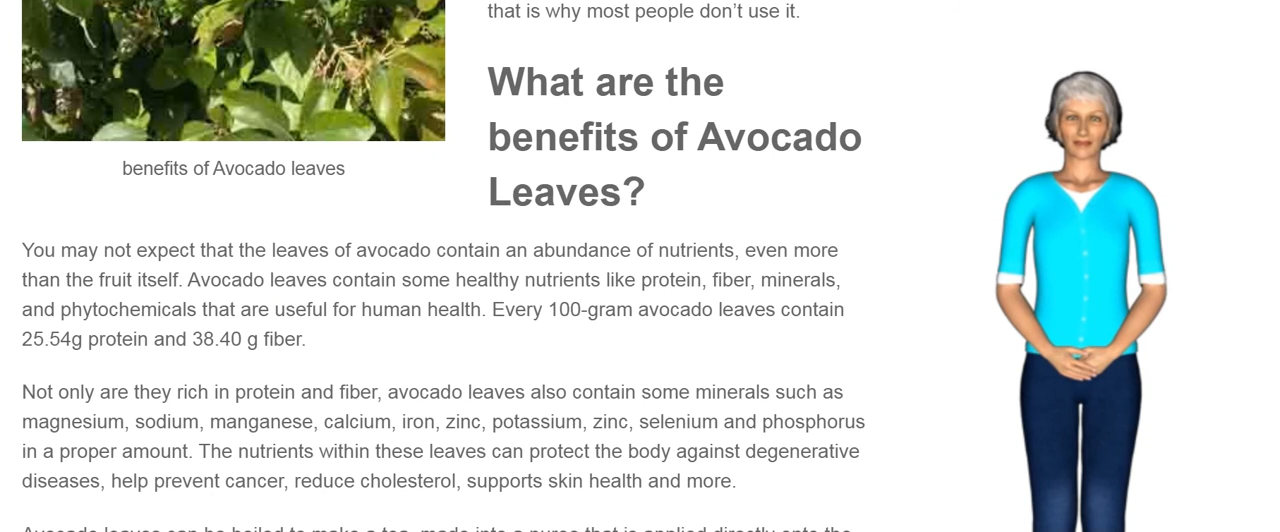 that is why most people don’t use it.
What are the
benefits of Avocado
Leaves?
benefits of Avocado leaves
You may not expect that the leaves of avocado contain an abundance of nutrients, even more
than the fruit itself. Avocado leaves contain some healthy nutrients like protein, fiber, minerals,
and phytochemicals that are useful for human health. Every 100-gram avocado leaves contain
25.54g protein and 38.40 g fiber.
Not only are they rich in protein and fiber, avocado leaves also contain some minerals such as
magnesium, sodium, manganese, calcium, iron, zinc, potassium, zinc, selenium and phosphorus
in a proper amount. The nutrients within these leaves can protect the body against degenerative
diseases, help prevent cancer, reduce cholesterol, supports skin health and more.